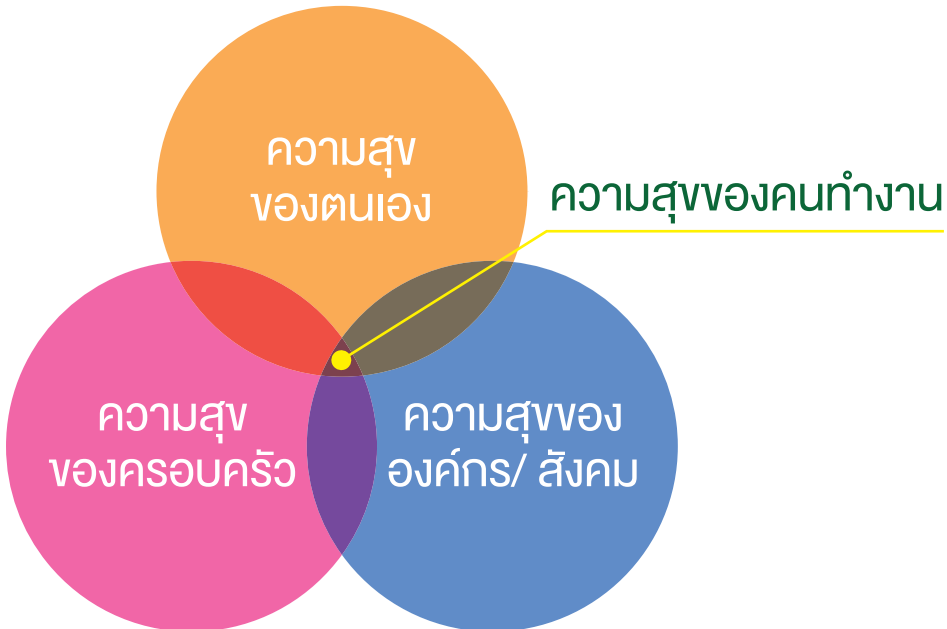 ความสุข
ของตนเอง
ความสุขของคนทำงาน
ความสุข
ของครอบครัว
ความสุขของ
องค์กร/ สังคม